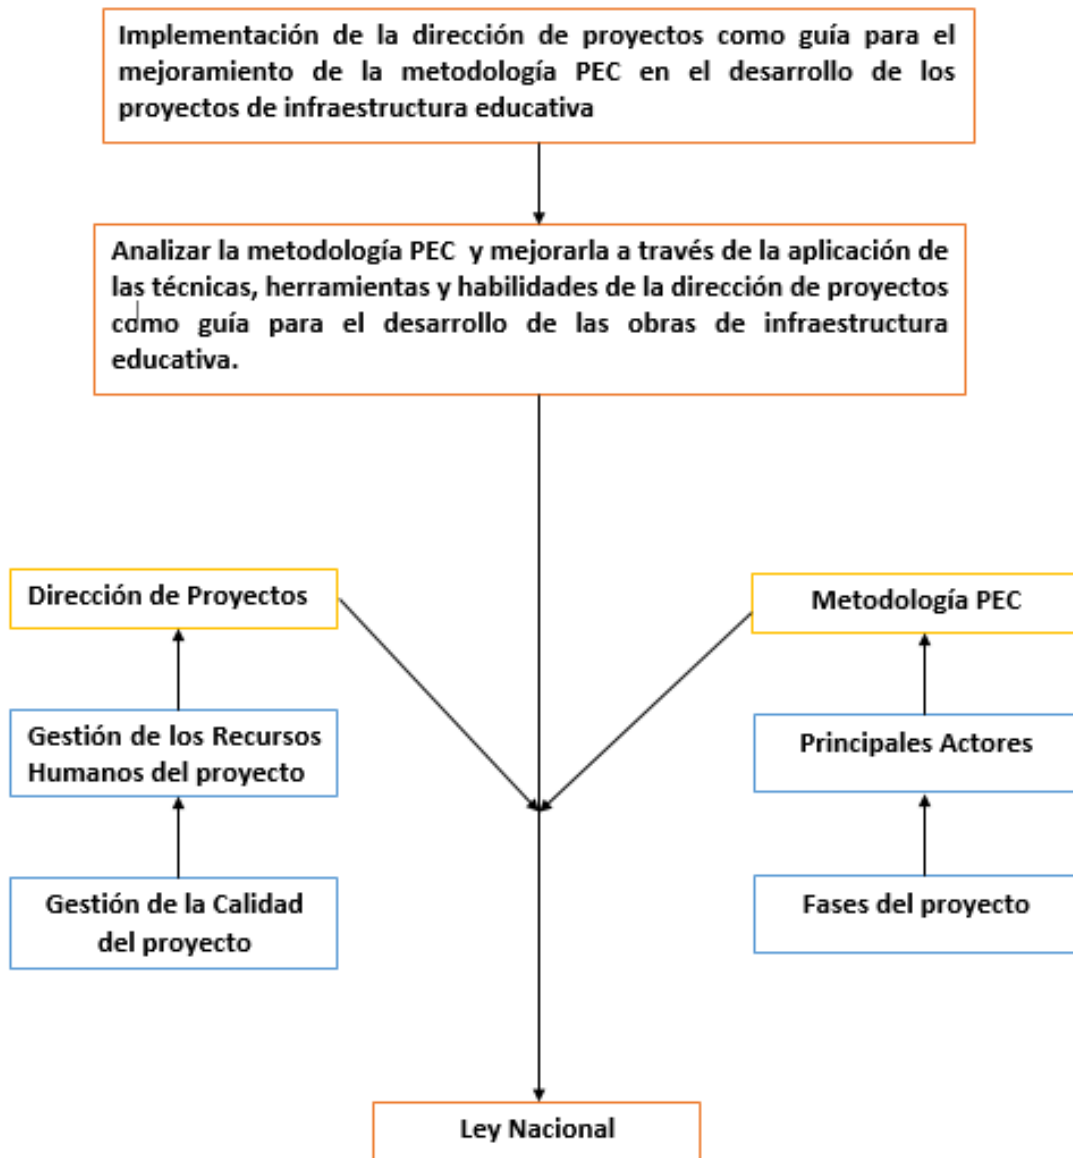 Implementación de la dirección de proyectos como guía para el
mejoramiento de la metodología PEC en el desarrollo de los
proyectos de infraestructura educativa
Analizar la metodología PEC y mejorarla a través de la aplicación de
las técnicas, herramientas y habilidades de la dirección de proyectos
como guía para el desarrollo de las obras de infraestructura
educativa.
Dirección de Proyectos
Metodología PEC
Gestión de los Recursos
Humanos del proyecto
Principales Actores
Gestión de la Calidad
del proyecto
Fases del proyecto
Ley Nacional